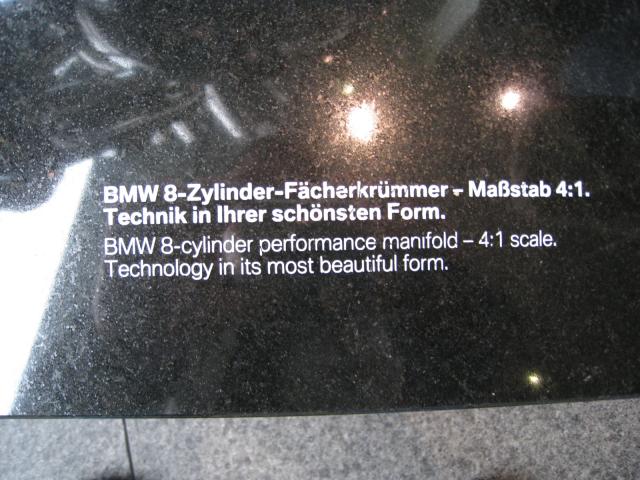 BMW 8-Zylinder-Fächerkrümmer - Maßstab 4:1.
Technik in Ihrer schönsten Form.
BMW 8-cylinder performance manifold – 4:1 scale.
Technology in its most beautiful form.